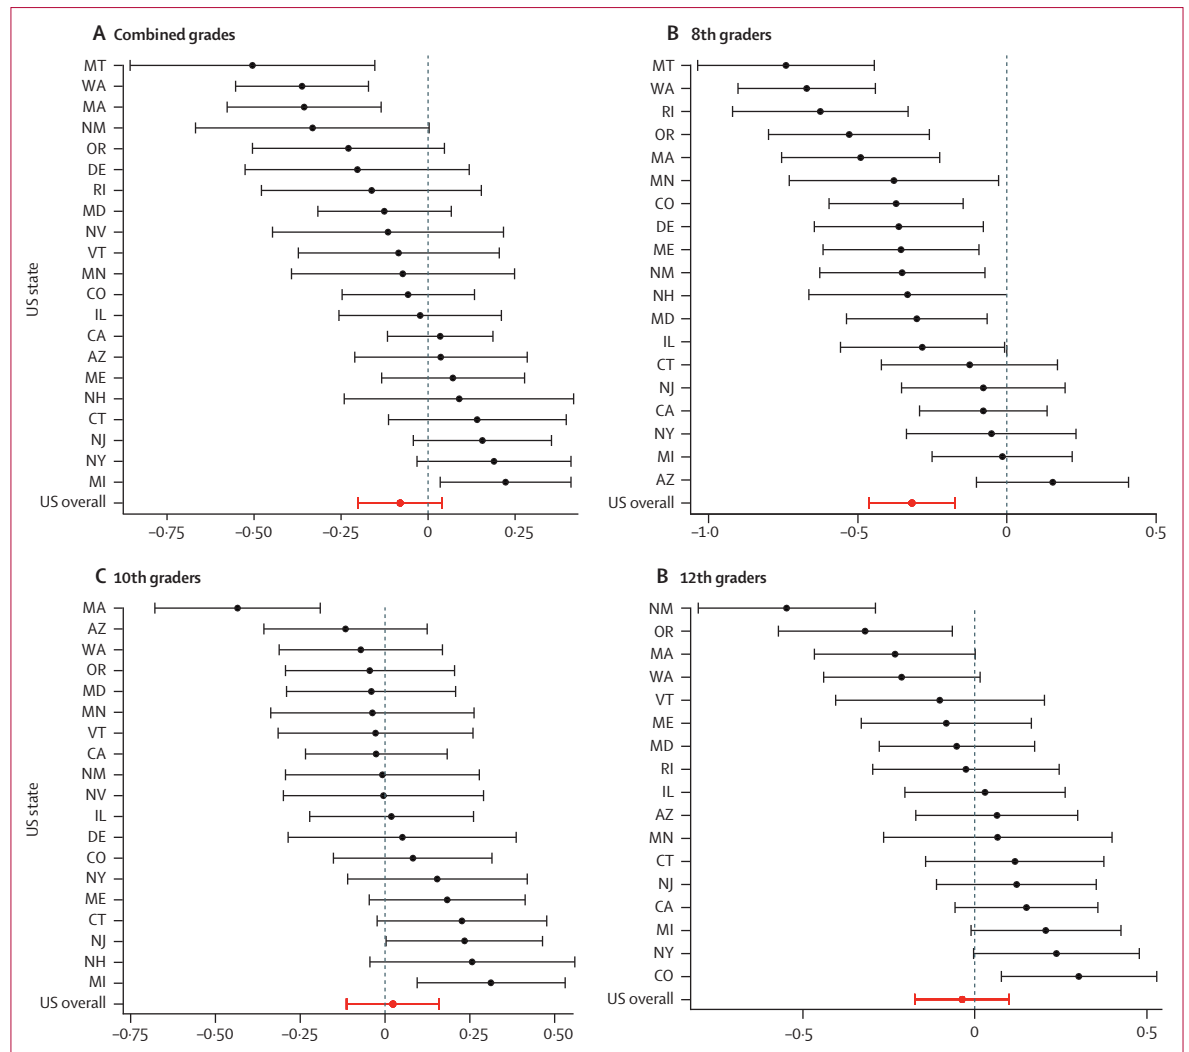 A Combined grades
US state
MT
WA
MA
NM
OR
DE
RI
MD
NV
VT
MN
CO
IL
CA
AZ
ME
NH
CT
NJ
NY
MI
US overall
–0·75 –0·50 –0·25 0 0·25
B 8th graders
MT
WA
RI
OR
MA
MN
CO
DE
ME
NM
NH
MD
IL
CT
NJ
CA
NY
MI
AZ
US overall
–1·0 –0·5 0 0·5
C 10th graders
US state
MA
AZ
WA
OR
MD
MN
VT
CA
NM
NV
IL
DE
CO
NY
ME
CT
NJ
NH
MI
US overall
–0·75 –0·50 –0·25 0 0·25 0·50
B 12th graders
NM
OR
MA
WA
VT
ME
MD
RI
IL
AZ
MN
CT
NJ
CA
MI
NY
CO
US overall
–0·5 0 0·5